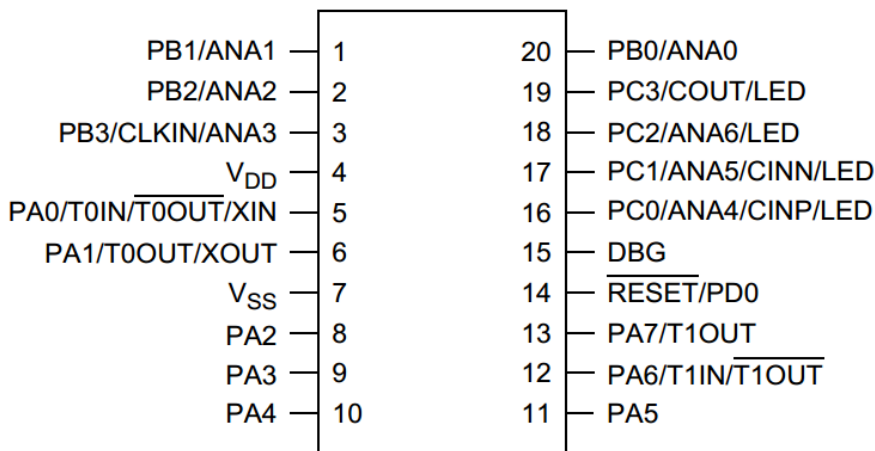 PB1/ANA1 1 20 PB0/ANA0
PB2/ANA2 2 19 PC3/COUT/LED
PB3/CLKIN/ANA3 3 18 PC2/ANA6/LED
VDD 4 17 PC1/ANA5/CINN/LED
PA0/T0IN/T0OUT/XIN 5 16 PC0/ANA4/CINP/LED
PA1/T0OUT/XOUT 6 15 DBG
VSS 7 14 RESET/PD0
PA2 8 13 PA7/T1OUT
PA3 9 12 PA6/T1IN/T1OUT
PA4 10 11 PA5